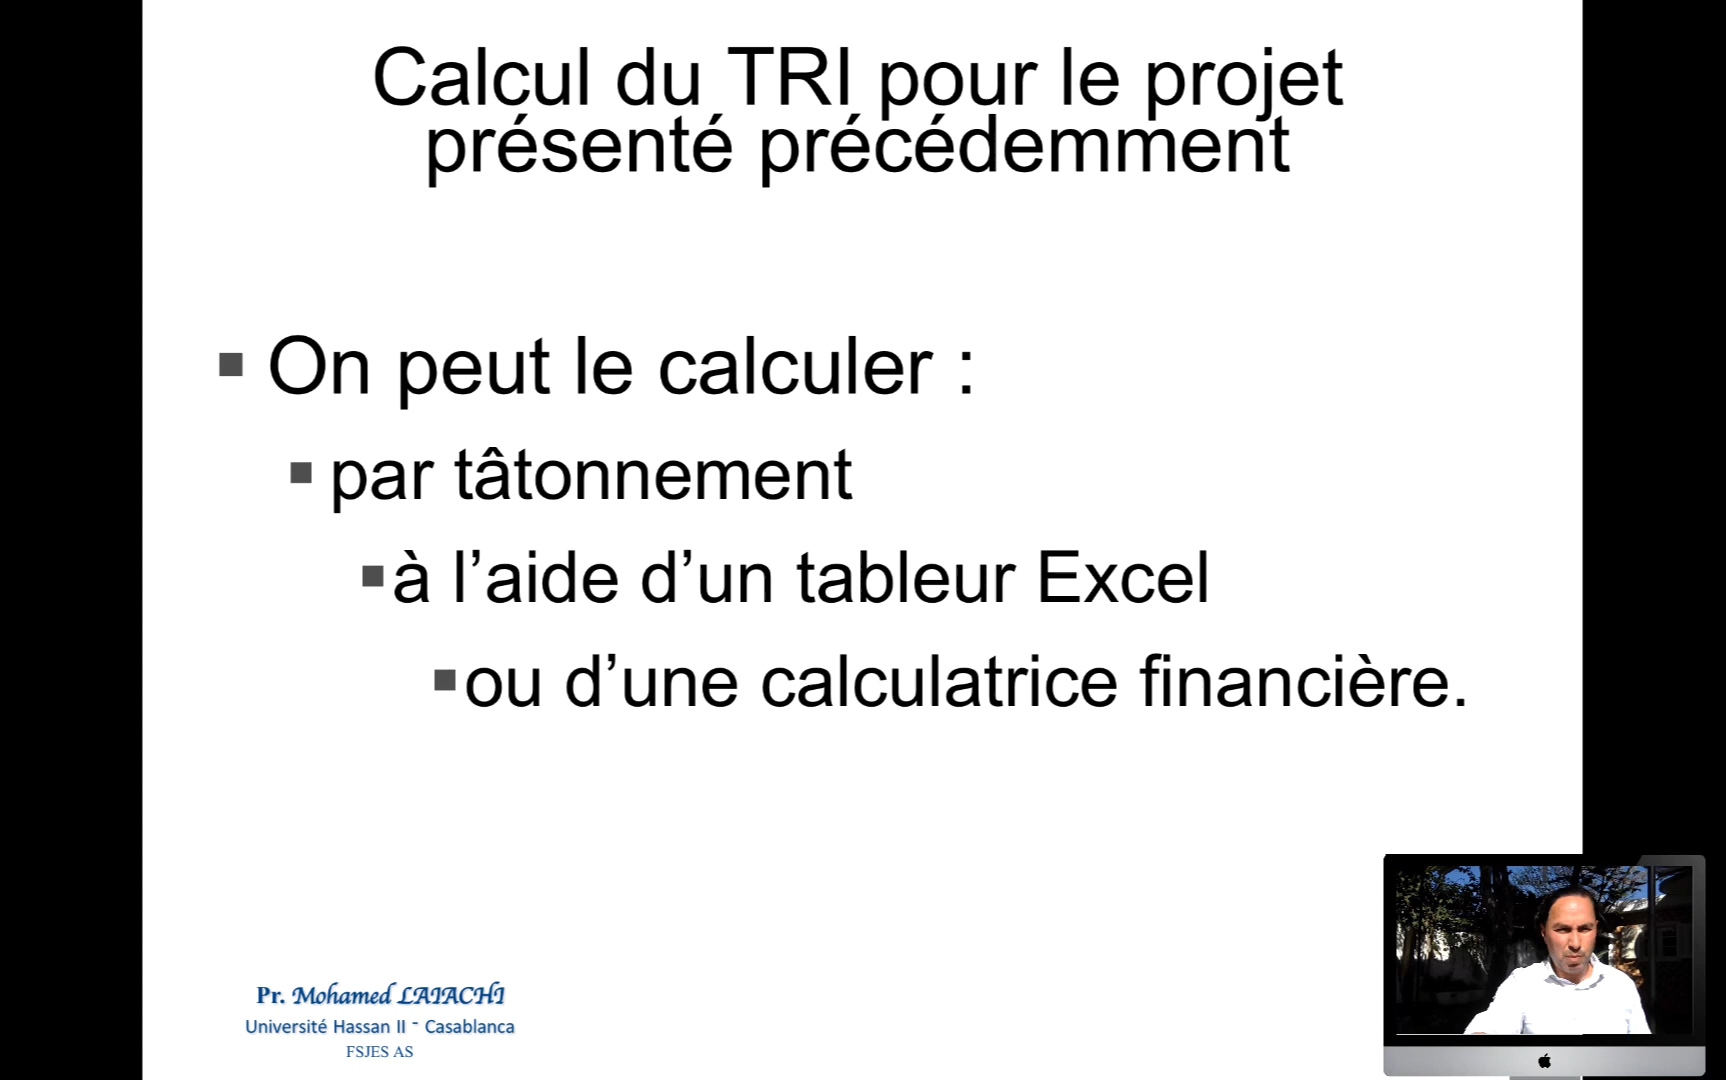 Calcul du TRI pour le projet
présenté précédemment
On peut le calculer :
par tâtonnement
à l’aide d’un tableur Excel
ou d’une calculatrice financière.
Pr. Mohamed LAIACHI
Université Hassan II - Casablanca
FSJES AS